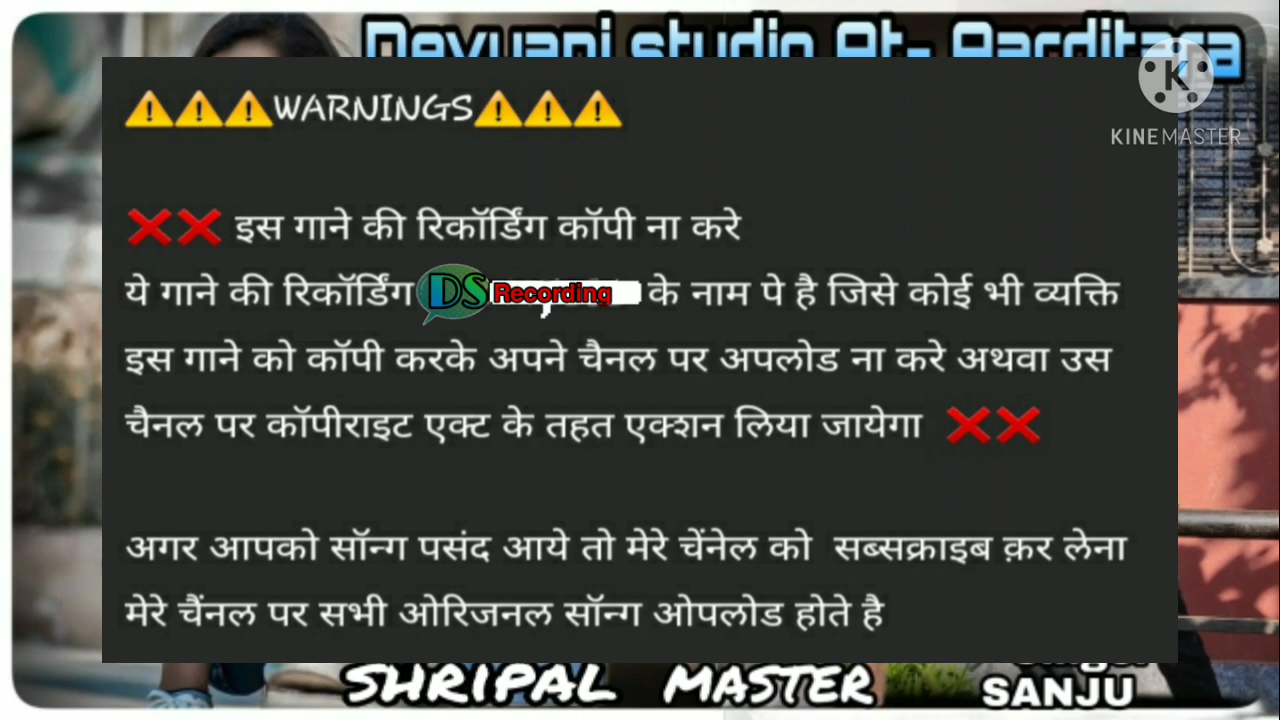 Devyani studio At- Parditara
KINEMASTER
⚠️⚠️⚠️WARNINGS⚠️⚠️⚠️
❌❌ इस गाने की रिकॉर्डिंग कॉपी ना करे
ये गाने की रिकॉर्डिंग DS Recording के नाम पे है जिसे कोई भी व्यक्ति
इस गाने को कॉपी करके अपने चैनल पर अपलोड ना करे अथवा उस
चैनल पर कॉपीराइट एक्ट के तहत एक्शन लिया जायेगा ❌❌
अगर आपको सॉन्ग पसंद आये तो मेरे चेंनेल को सब्सक्राइब क़र लेना
मेरे चैंनल पर सभी ओरिजनल सॉन्ग ओपलोड होते है
SHRIPAL MASTER
SANJU